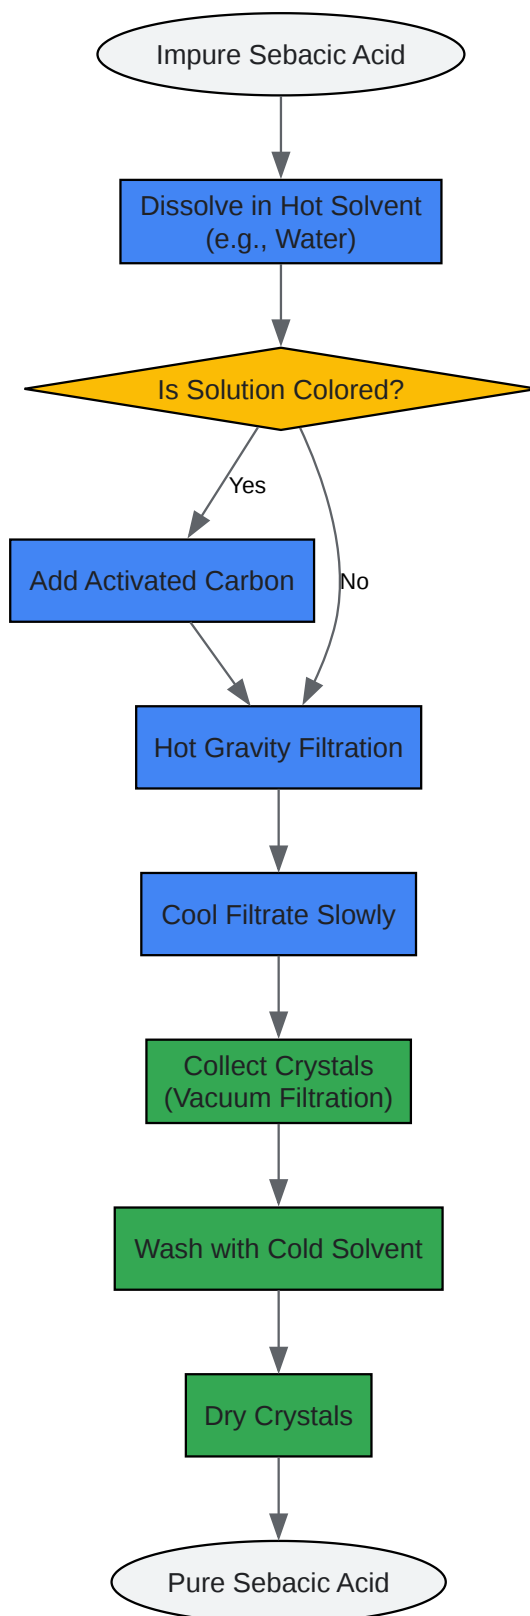 Impure Sebacic Acid
Dissolve in Hot Solvent
(e.g., Water)
Is Solution Colored?
Yes
Add Activated Carbon
No
Hot Gravity Filtration
Cool Filtrate Slowly
Collect Crystals
(Vacuum Filtration)
Wash with Cold Solvent
Dry Crystals
Pure Sebacic Acid